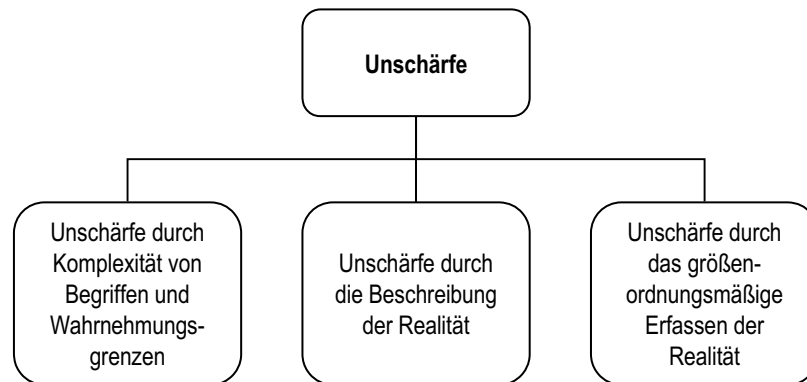 Unschärfe
Unschärfe durch
Komplexität von
Begriffen und
Wahrnehmungs-
grenzen
Unschärfe durch
die Beschreibung
der Realität
Unschärfe durch
das größen-
ordnungsmäßige
Erfassen der
Realität